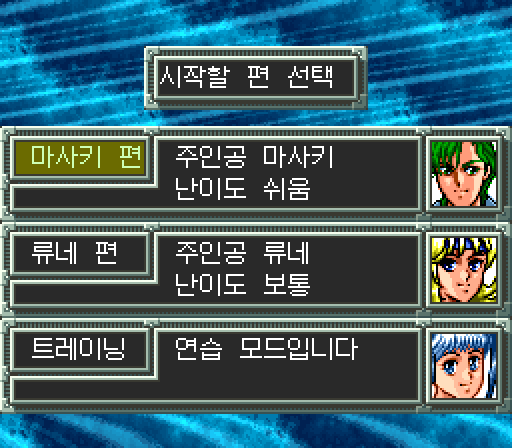 시작할 편 선택
마사키 편
주인공 마사키
난이도 쉬움
류네 편
주인공 류네
난이도 보통
트레이닝
연습 모드입니다